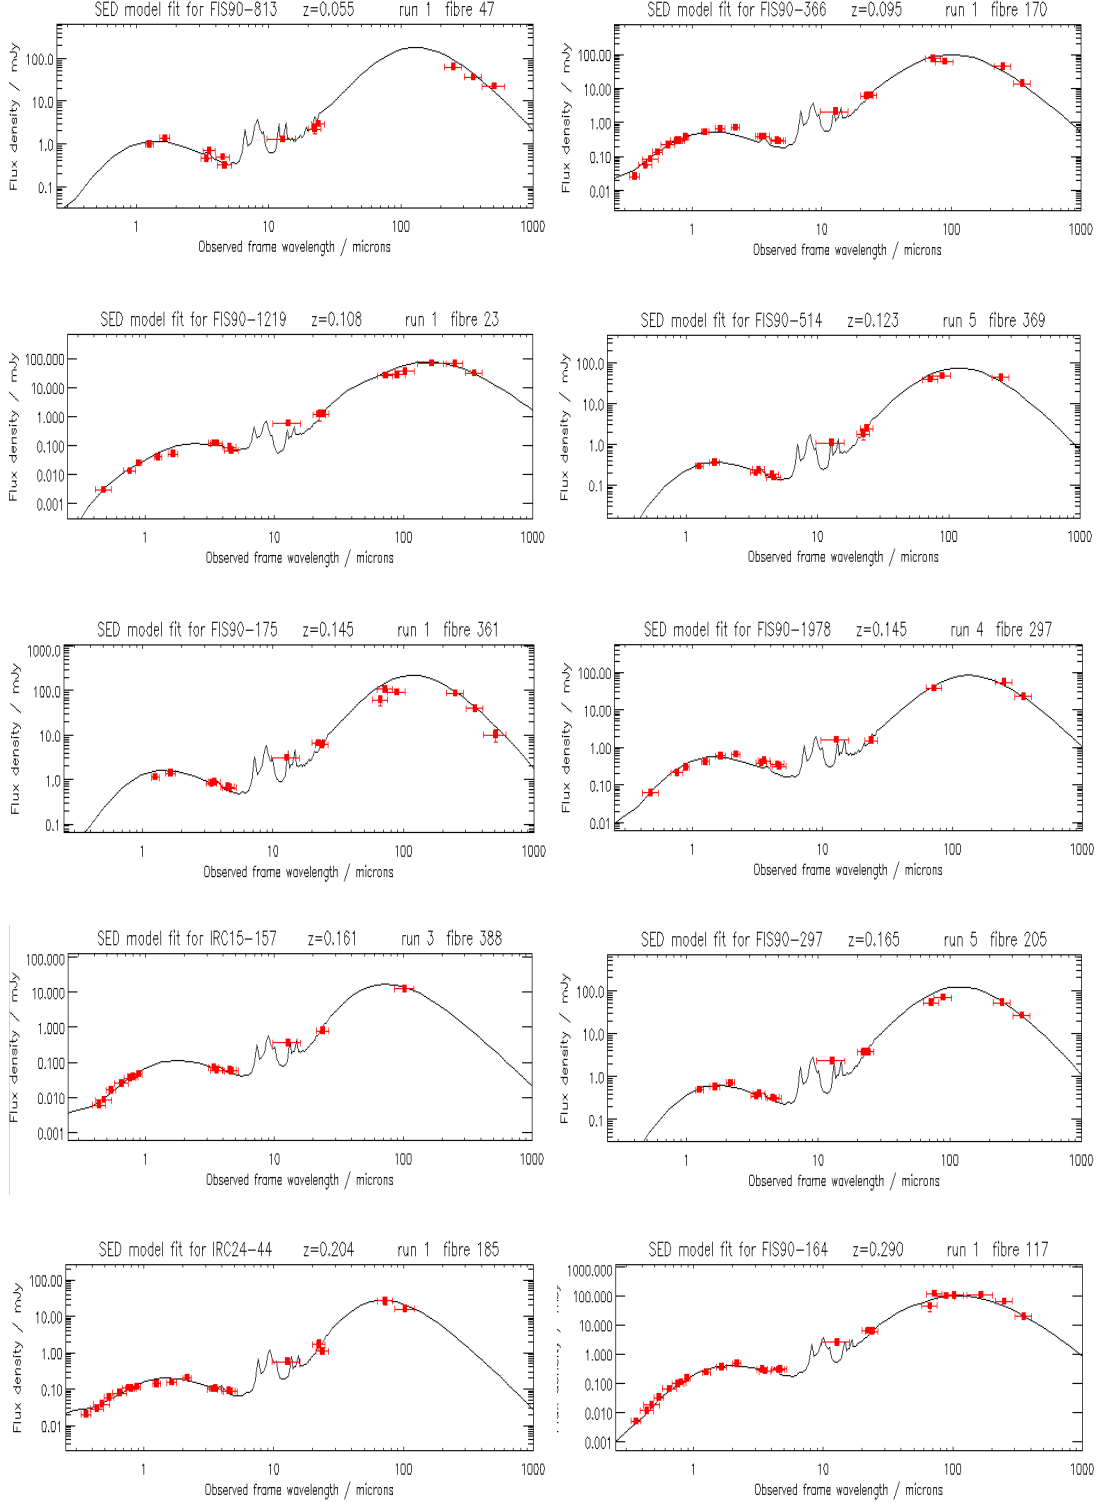 SED model fit for FIS90-813 z=0.055 run 1 fibre 47
Flux density / mJy
100.0
10.0
1.0
0.1
1 10 100 1000
Observed frame wavelength / microns
SED model fit for FIS90-366 z=0.095 run 1 fibre 170
Flux density / mJy
100.00
10.00
1.00
0.10
0.01
1 10 100 1000
Observed frame wavelength / microns
SED model fit for FIS90-1219 z=0.108 run 1 fibre 23
Flux density / mJy
100.000
10.000
1.000
0.100
0.010
0.001
1 10 100 1000
Observed frame wavelength / microns
SED model fit for FIS90-514 z=0.123 run 5 fibre 369
Flux density / mJy
100.0
10.0
1.0
0.1
1 10 100 1000
Observed frame wavelength / microns
SED model fit for FIS90-175 z=0.145 run 1 fibre 361
Flux density / mJy
1000.0
100.0
10.0
1.0
0.1
1 10 100 1000
Observed frame wavelength / microns
SED model fit for FIS90-1978 z=0.145 run 4 fibre 297
Flux density / mJy
100.00
10.00
1.00
0.10
0.01
1 10 100 1000
Observed frame wavelength / microns
SED model fit for IRC15-157 z=0.161 run 3 fibre 388
Flux density / mJy
100.000
10.000
1.000
0.100
0.010
0.001
1 10 100 1000
Observed frame wavelength / microns
SED model fit for FIS90-297 z=0.165 run 5 fibre 205
Flux density / mJy
100.0
10.0
1.0
0.1
1 10 100 1000
Observed frame wavelength / microns
SED model fit for IRC24-44 z=0.204 run 1 fibre 185
Flux density / mJy
100.00
10.00
1.00
0.10
0.01
1 10 100 1000
Observed frame wavelength / microns
SED model fit for FIS90-164 z=0.290 run 1 fibre 117
Flux density / mJy
1000.000
100.000
10.000
1.000
0.100
0.010
0.001
1 10 100 1000
Observed frame wavelength / microns